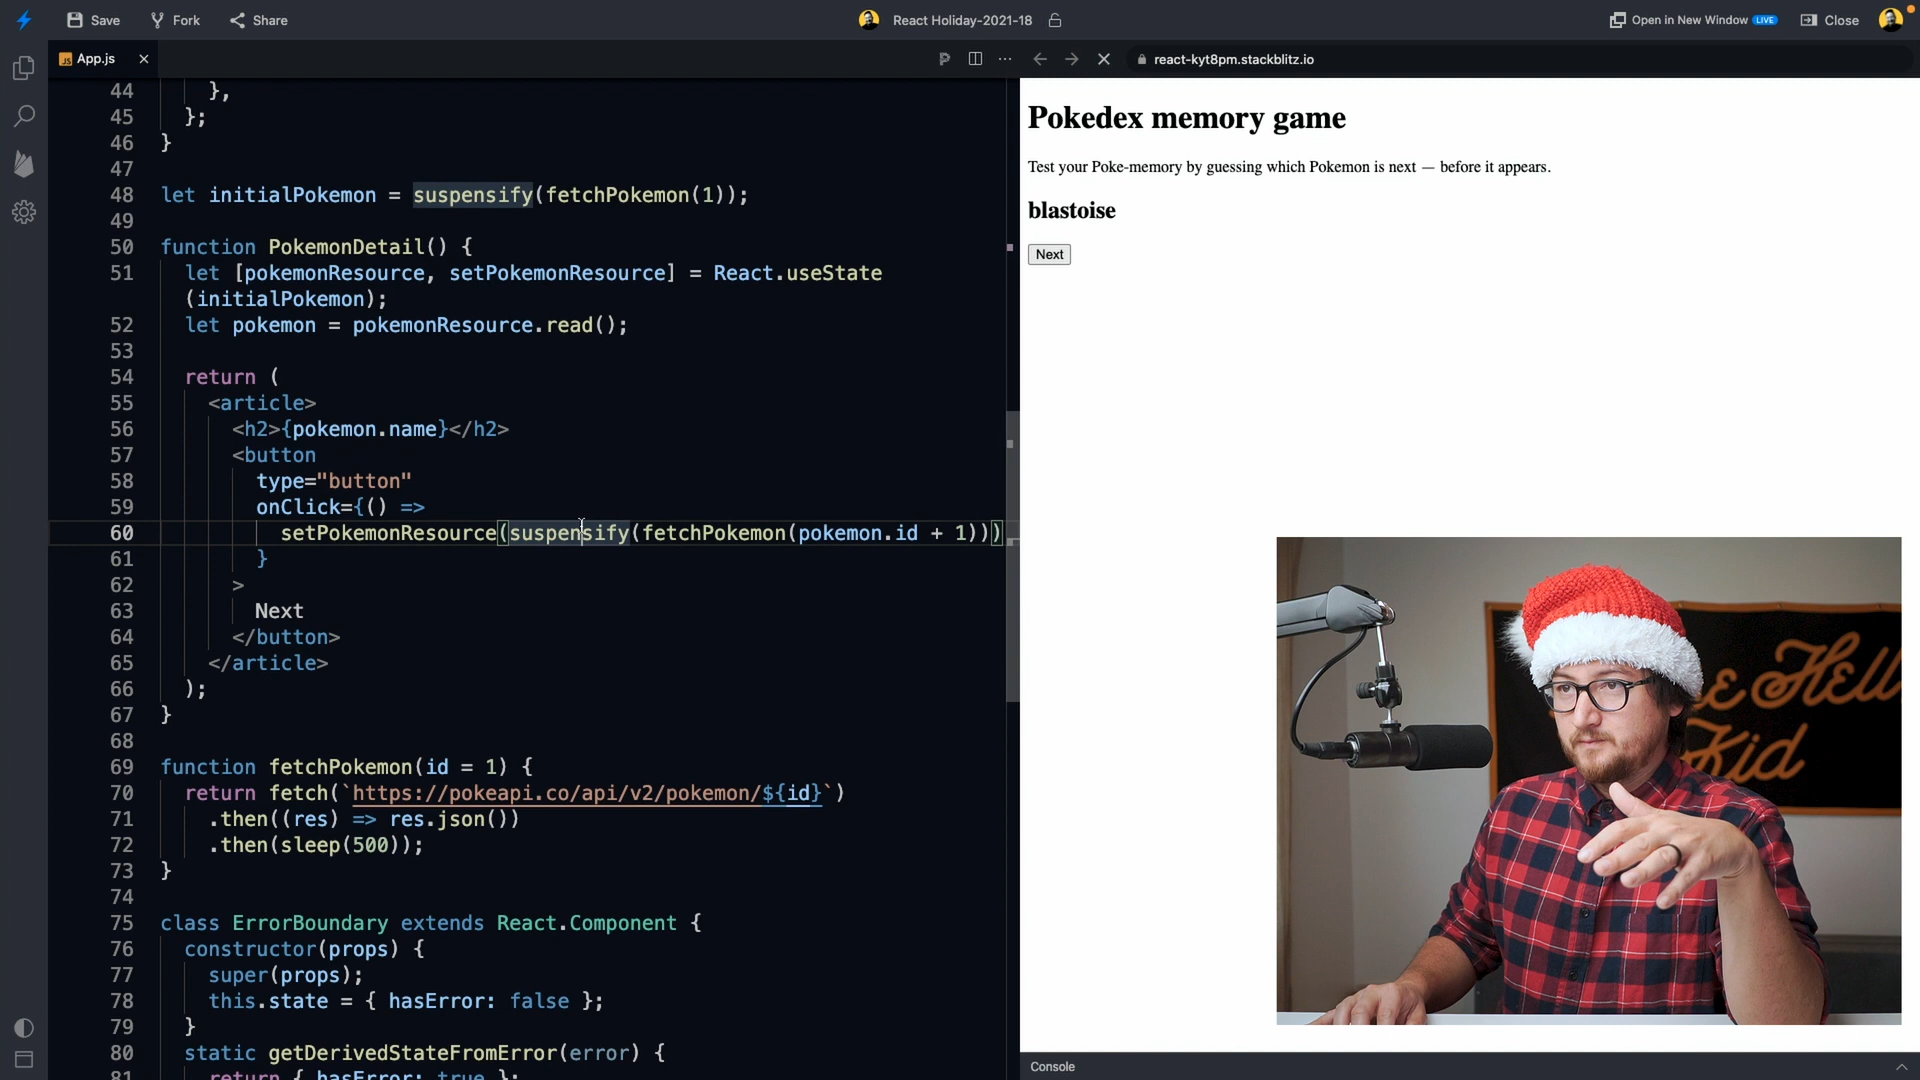 Save
Fork
Share
React Holiday-2021-18
Open in New Window LIVE
Close
JS App.js
react-kyt8pm.stackblitz.io
44 },
45 };
46 }
47
48 let initialPokemon = suspensify(fetchPokemon(1));
49
50 function PokemonDetail() {
51 let [pokemonResource, setPokemonResource] = React.useState
(initialPokemon);
52 let pokemon = pokemonResource.read();
53
54 return (
55 <article>
56 <h2>{pokemon.name}</h2>
57 <button
58 type="button"
59 onClick={() =>
60 setPokemonResource(suspensify(fetchPokemon(pokemon.id + 1)))
61 }
62 >
63 Next
64 </button>
65 </article>
66 );
67 }
68
69 function fetchPokemon(id = 1) {
70 return fetch(`https://pokeapi.co/api/v2/pokemon/${id}`)
71 .then((res) => res.json())
72 .then(sleep(500));
73 }
74
75 class ErrorBoundary extends React.Component {
76 constructor(props) {
77 super(props);
78 this.state = { hasError: false };
79 }
80 static getDerivedStateFromError(error) {
81 return { hasError: true };
Pokedex memory game
Test your Poke-memory by guessing which Pokemon is next — before it appears.
blastoise
Next
Hell
Kid
Console